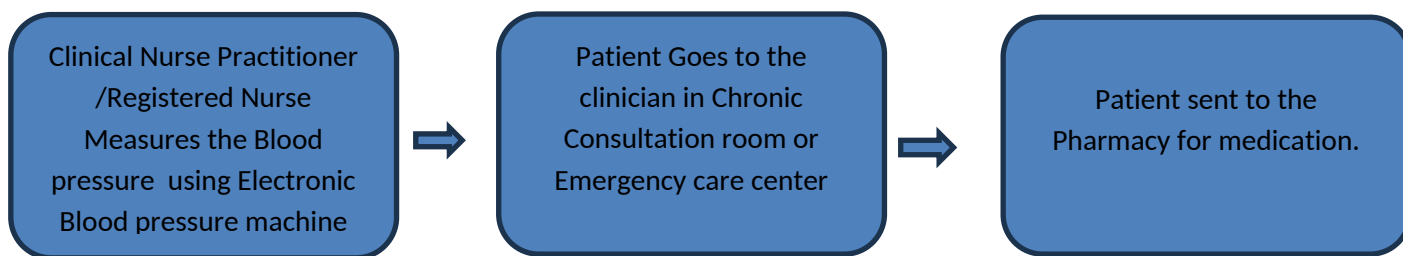 Clinical Nurse Practitioner
/Registered Nurse
Measures the Blood
pressure using Electronic
Blood pressure machine
Patient Goes to the
clinician in Chronic
Consultation room or
Emergency care center
Patient sent to the
Pharmacy for medication.